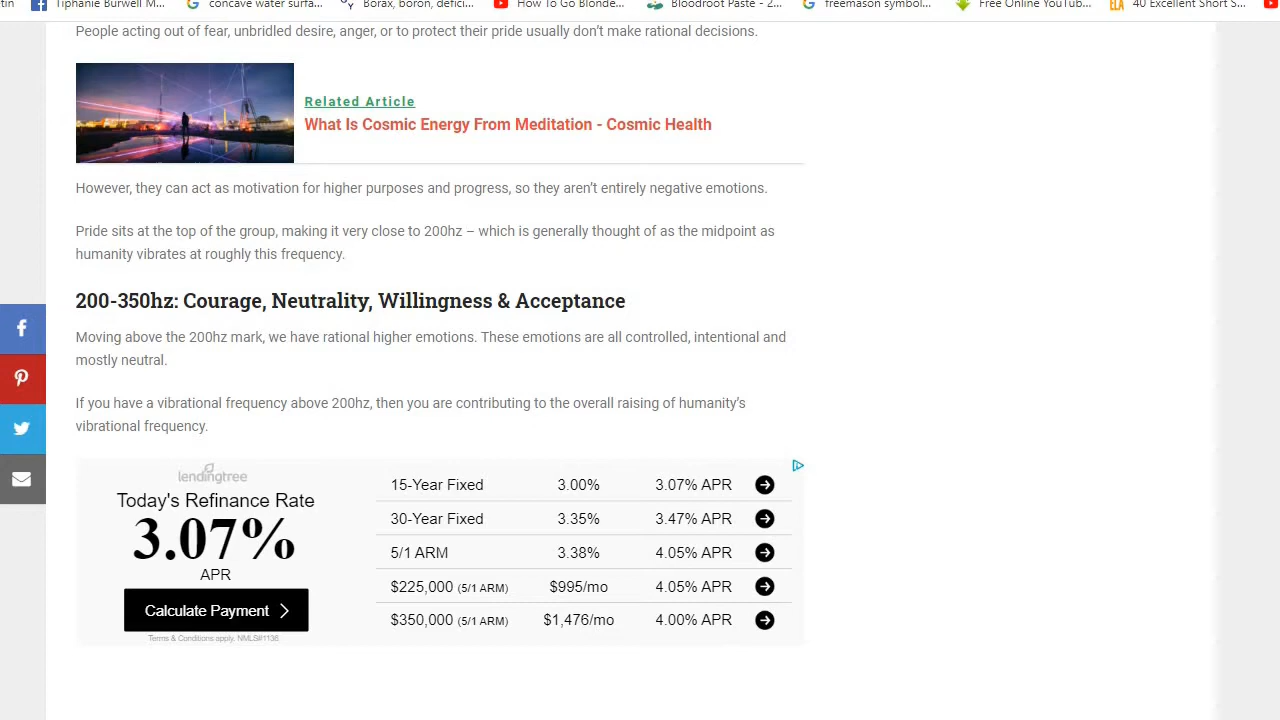 tin
Tiphanie Burwell M...
concave water surfa...
Borax, boron, defici...
How To Go Blonde...
Bloodroot Paste - 2...
freemason symbol...
Free Online YouTub...
ELA
40 Excellent Short S...
People acting out of fear, unbridled desire, anger, or to protect their pride usually don’t make rational decisions.
Related Article
What Is Cosmic Energy From Meditation - Cosmic Health
However, they can act as motivation for higher purposes and progress, so they aren’t entirely negative emotions.
Pride sits at the top of the group, making it very close to 200hz – which is generally thought of as the midpoint as
humanity vibrates at roughly this frequency.
200-350hz: Courage, Neutrality, Willingness & Acceptance
Moving above the 200hz mark, we have rational higher emotions. These emotions are all controlled, intentional and
mostly neutral.
If you have a vibrational frequency above 200hz, then you are contributing to the overall raising of humanity’s
vibrational frequency.
lendingtree
Today's Refinance Rate
3.07%
APR
Calculate Payment
Terms & Conditions apply. NMLS#1136
15-Year Fixed 3.00% 3.07% APR
30-Year Fixed 3.35% 3.47% APR
5/1 ARM 3.38% 4.05% APR
$225,000 (5/1 ARM) $995/mo 4.05% APR
$350,000 (5/1 ARM) $1,476/mo 4.00% APR